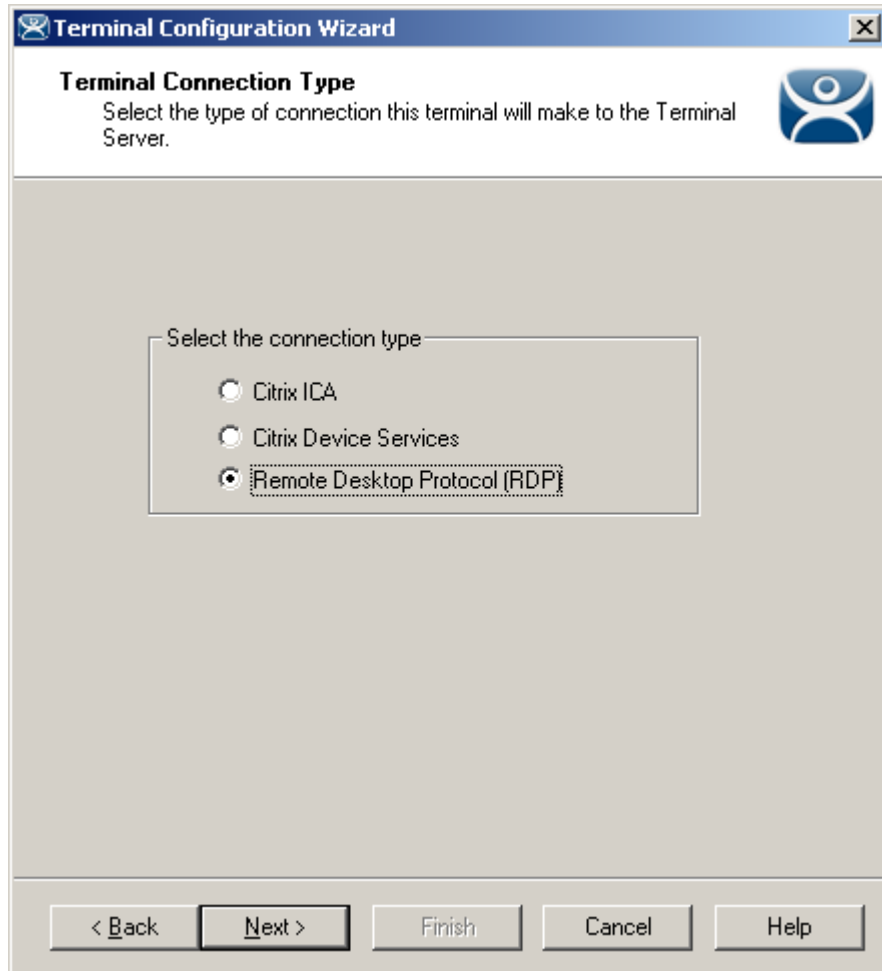 Terminal Configuration Wizard
Terminal Connection Type
Select the type of connection this terminal will make to the Terminal
Server.
Select the connection type
Citrix ICA
Citrix Device Services
Remote Desktop Protocol (RDP)
< Back Next > Finish Cancel Help